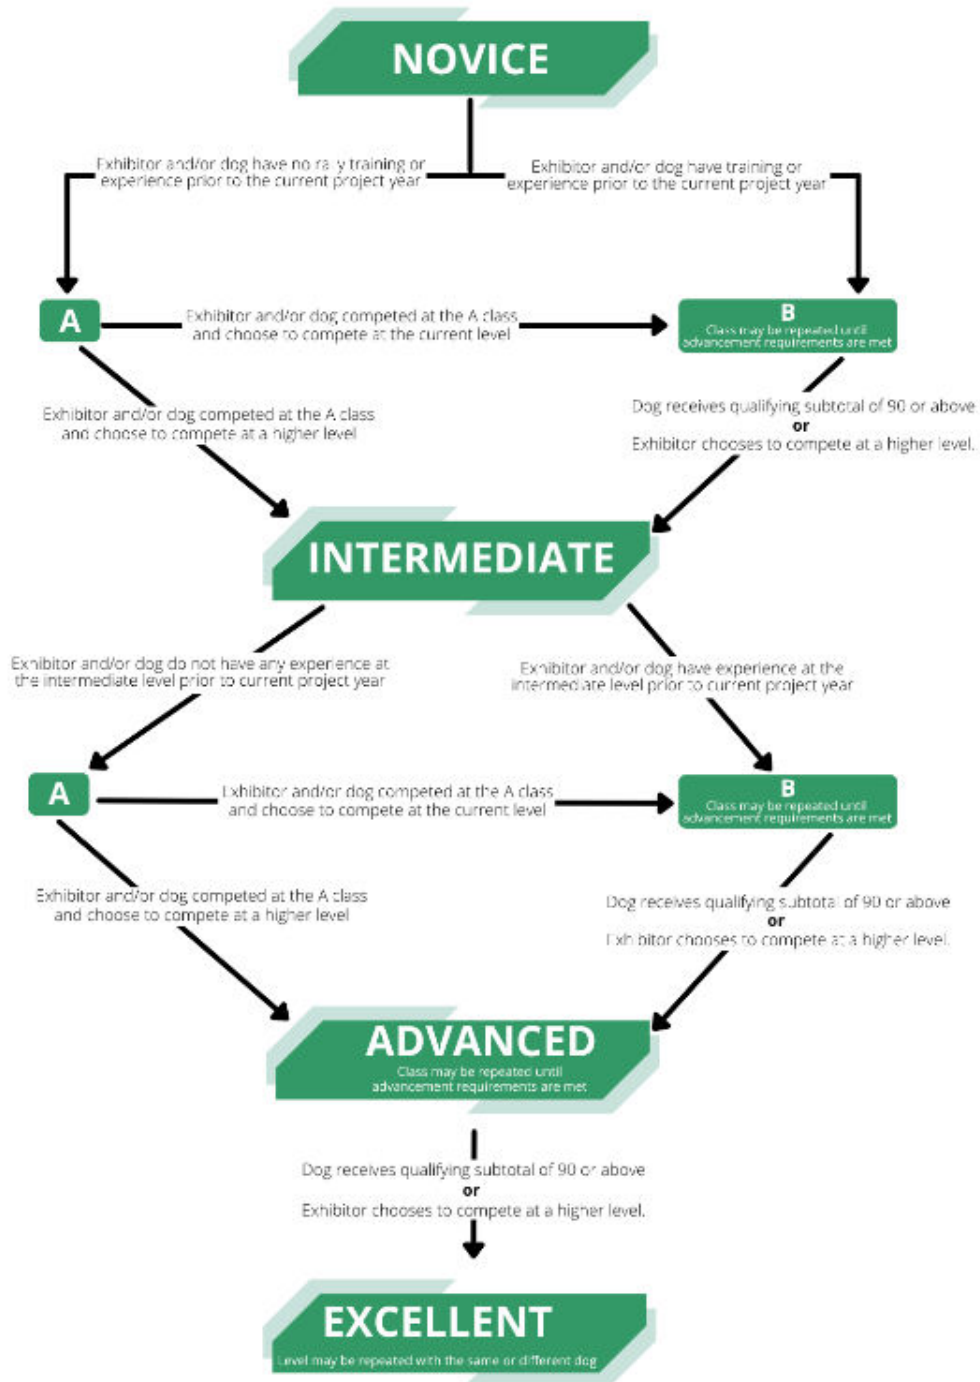 NOVICE
Exhibitor and/or dog have no rally training or
experience prior to the current project year
Exhibitor and/or dog have training or
experience prior to the current project year
A
Exhibitor and/or dog competed at the A class
and choose to compete at the current level
B
Class may be repeated until
advancement requirements are met
Exhibitor and/or dog competed at the A class
and choose to compete at a higher level
Dog receives qualifying subtotal of 90 or above
or
Exhibitor chooses to compete at a higher level.
INTERMEDIATE
Exhibitor and/or dog do not have any experience at
the intermediate level prior to current project year
Exhibitor and/or dog have experience at the
intermediate level prior to current project year
A
Exhibitor and/or dog competed at the A class
and choose to compete at the current level
B
Class may be repeated until
advancement requirements are met
Exhibitor and/or dog competed at the A class
and choose to compete at a higher level
Dog receives qualifying subtotal of 90 or above
or
Exhibitor chooses to compete at a higher level.
ADVANCED
Class may be repeated until
advancement requirements are met
Dog receives qualifying subtotal of 90 or above
or
Exhibitor chooses to compete at a higher level.
EXCELLENT
Level may be repeated with the same or different dog